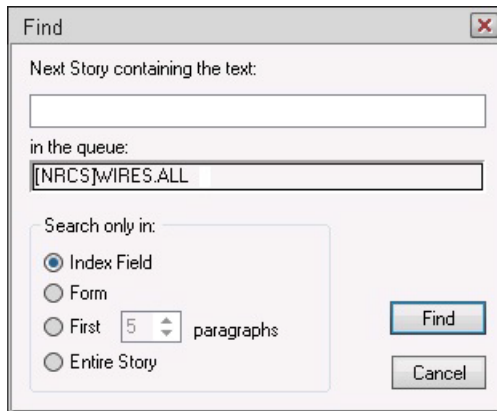 Find
Next Story containing the text:
in the queue:
[NRCS]WIRES.ALL
Search only in:
Index Field
Form
First 5 paragraphs
Entire Story
Find
Cancel